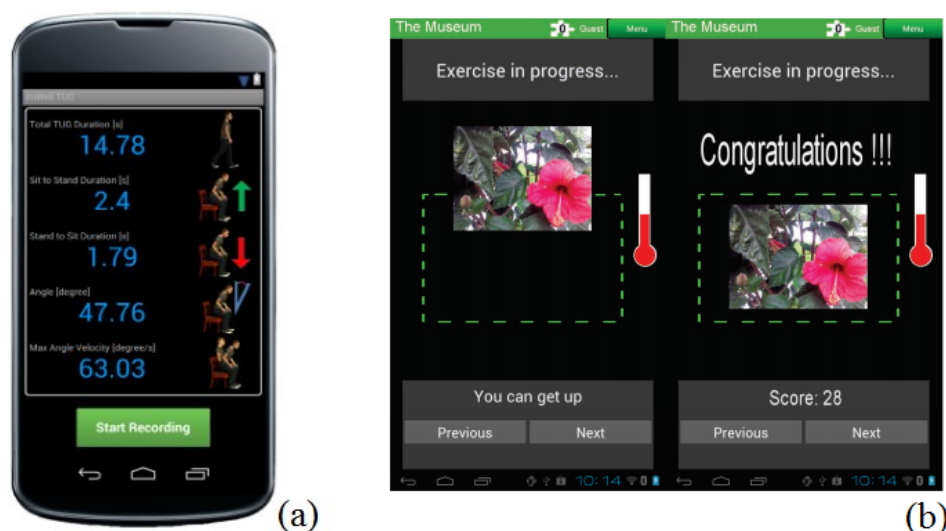 smWell TUG
Total TUG Duration [s]
14.78
Sit to Stand Duration [s]
2.4
Stand to Sit Duration [s]
1.79
Angle [degree]
47.76
Max Angle Velocity [degree/s]
63.03
Start Recording
(a)
The Museum
0
Guest
Menu
Exercise in progress...
You can get up
Previous
Next
10:14
The Museum
0
Guest
Menu
Exercise in progress...
Congratulations !!!
Score: 28
Previous
Next
10:14
(b)